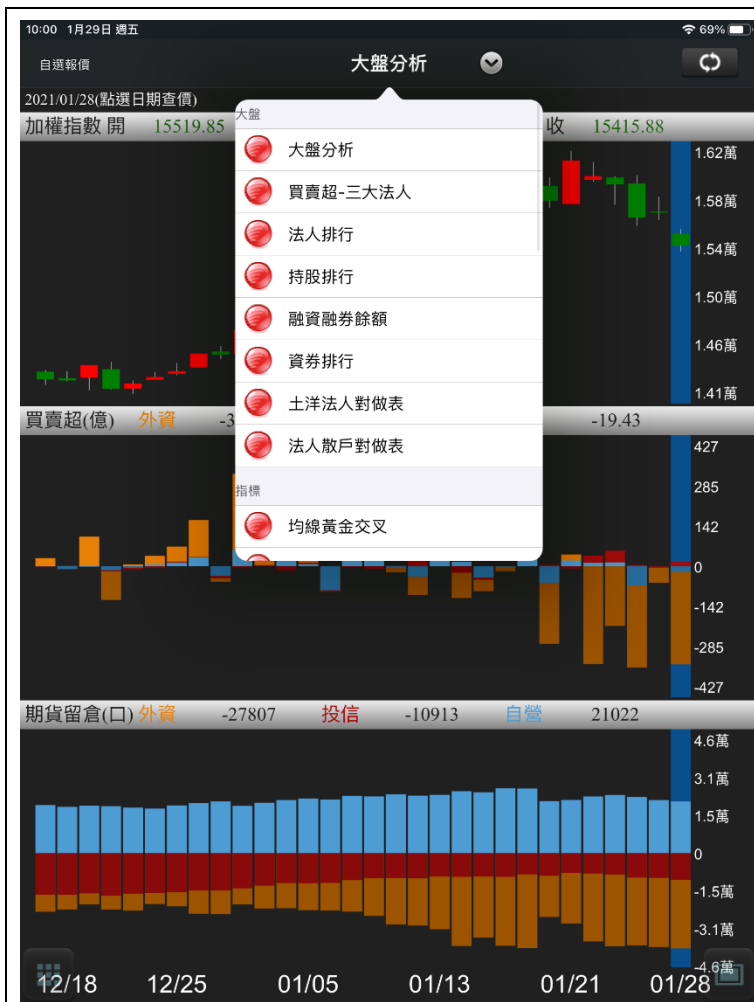 10:00 1月29日 週五 69%
自選報價 大盤分析
2021/01/28(點選日期查價)
加權指數 開 15519.85 收 15415.88
大盤
大盤分析
買賣超-三大法人
法人排行
持股排行
融資融券餘額
資券排行
土洋法人對做表
法人散戶對做表
指標
均線黃金交叉
1.62萬
1.58萬
1.54萬
1.50萬
1.46萬
1.41萬
買賣超(億) 外資 -3 -19.43
427
285
142
0
-142
-285
-427
期貨留倉(口) 外資 -27807 投信 -10913 自營 21022
4.6萬
3.1萬
1.5萬
0
-1.5萬
-3.1萬
-4.6萬
12/18 12/25 01/05 01/13 01/21 01/28